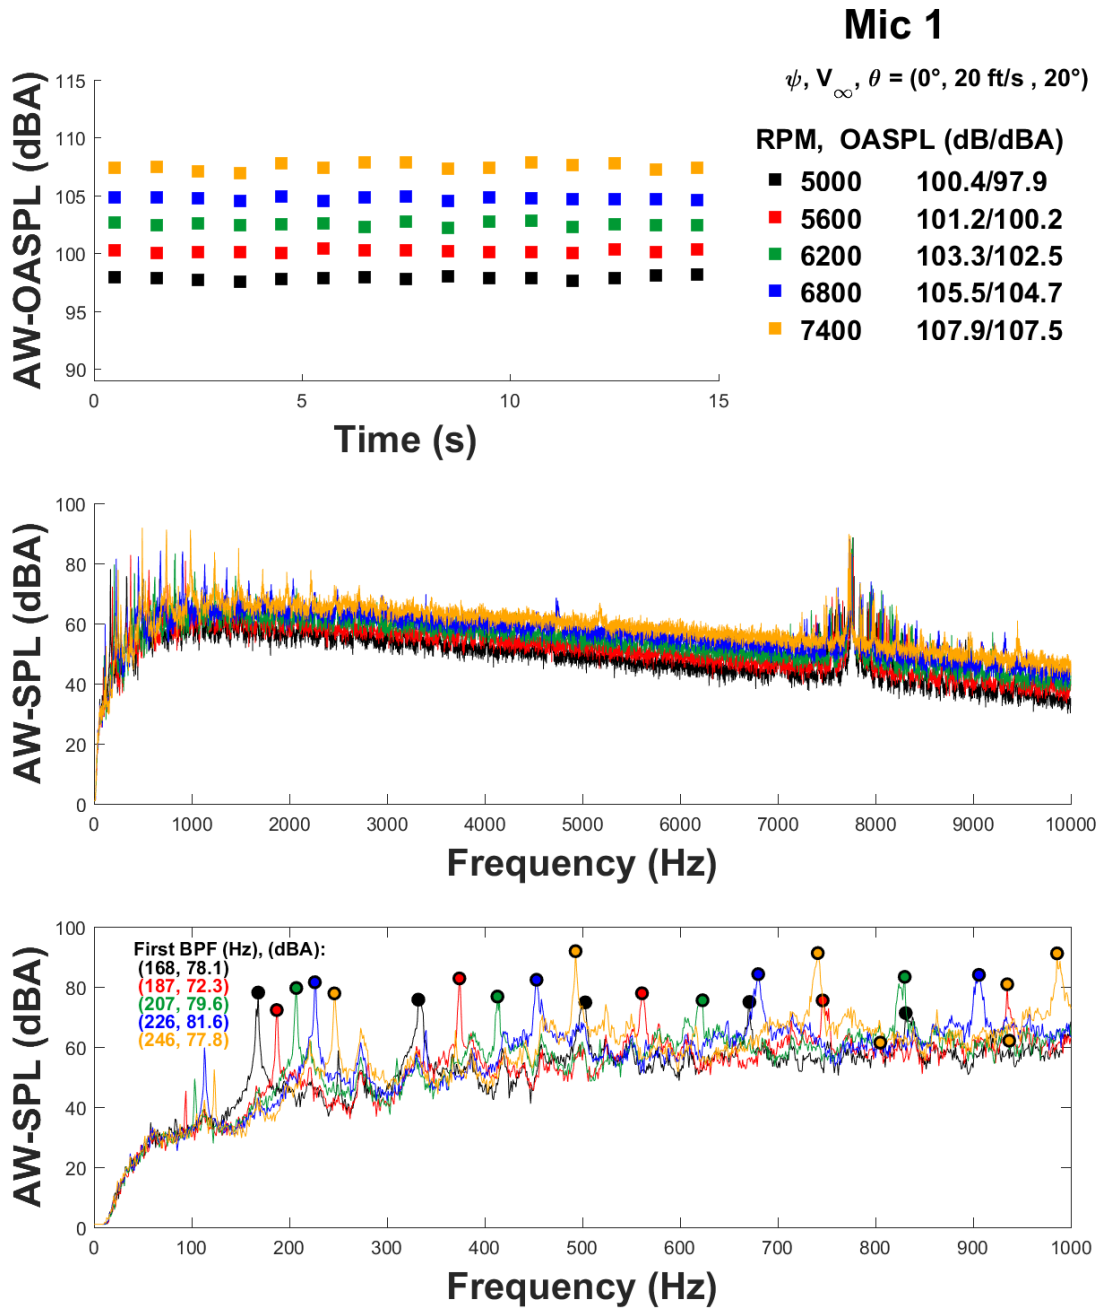 Mic 1
ψ, V∞, θ = (0°, 20 ft/s , 20°)
RPM, OASPL (dB/dBA)
5000 100.4/97.9
5600 101.2/100.2
6200 103.3/102.5
6800 105.5/104.7
7400 107.9/107.5
AW-OASPL (dBA)
115
110
105
100
95
90
0 5 10 15
Time (s)
AW-SPL (dBA)
100
80
60
40
20
0
0 1000 2000 3000 4000 5000 6000 7000 8000 9000 10000
Frequency (Hz)
AW-SPL (dBA)
100
80
60
40
20
0
First BPF (Hz), (dBA):
(168, 78.1)
(187, 72.3)
(207, 79.6)
(226, 81.6)
(246, 77.8)
0 100 200 300 400 500 600 700 800 900 1000
Frequency (Hz)